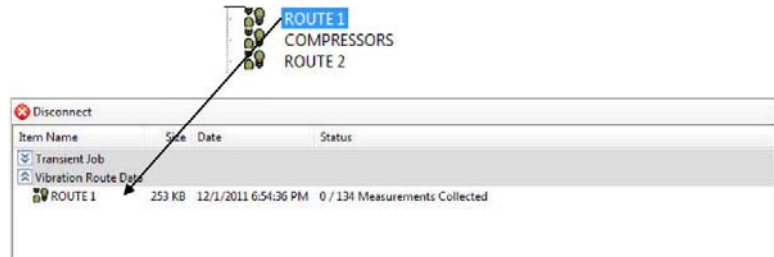 ROUTE 1
COMPRESSORS
ROUTE 2
Disconnect
Item Name Size Date Status
Transient Job
Vibration Route Data
ROUTE 1 253 KB 12/1/2011 6:54:36 PM 0 / 134 Measurements Collected